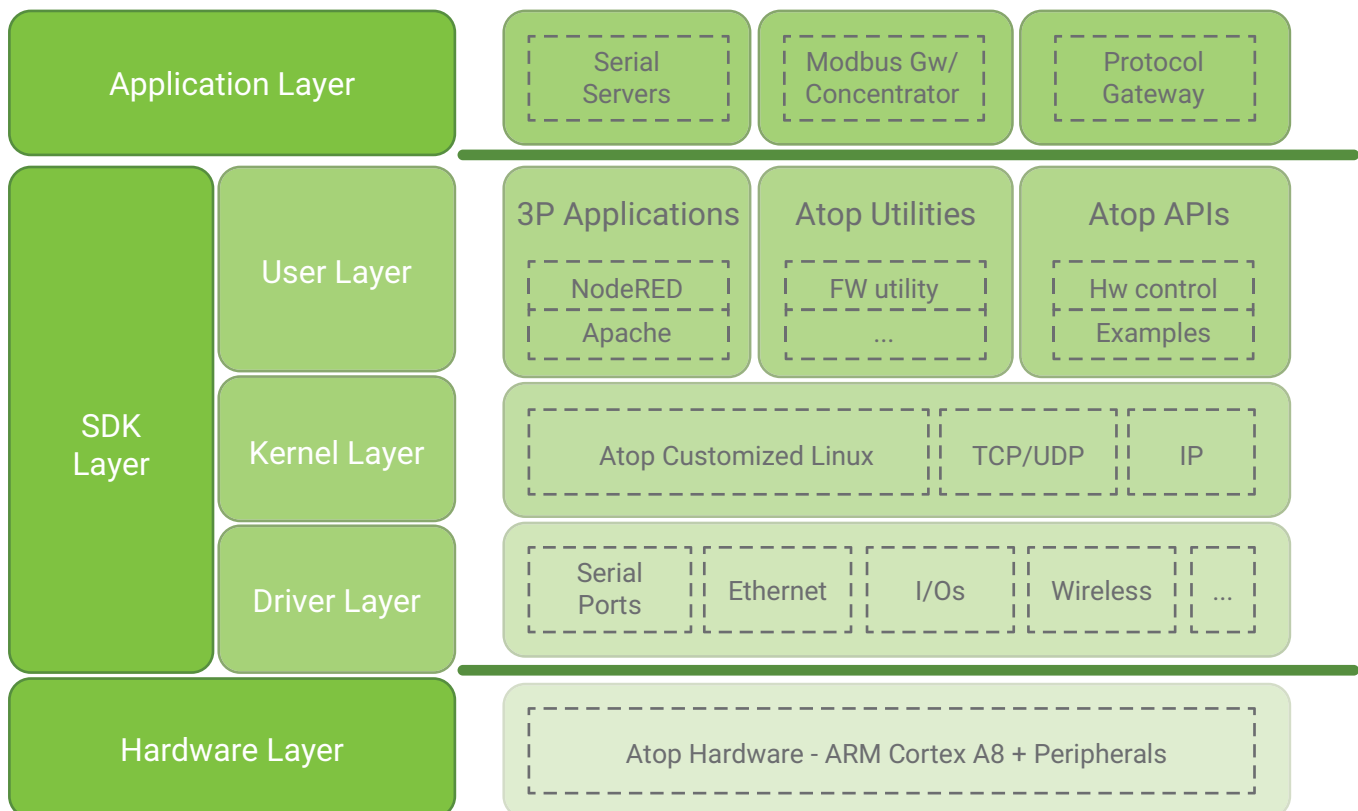 Application Layer
Serial
Servers
Modbus Gw/
Concentrator
Protocol
Gateway
SDK
Layer
User Layer
3P Applications
NodeRED
Apache
Atop Utilities
FW utility
...
Atop APIs
Hw control
Examples
Kernel Layer
Atop Customized Linux
TCP/UDP
IP
Driver Layer
Serial
Ports
Ethernet
I/Os
Wireless
...
Hardware Layer
Atop Hardware - ARM Cortex A8 + Peripherals